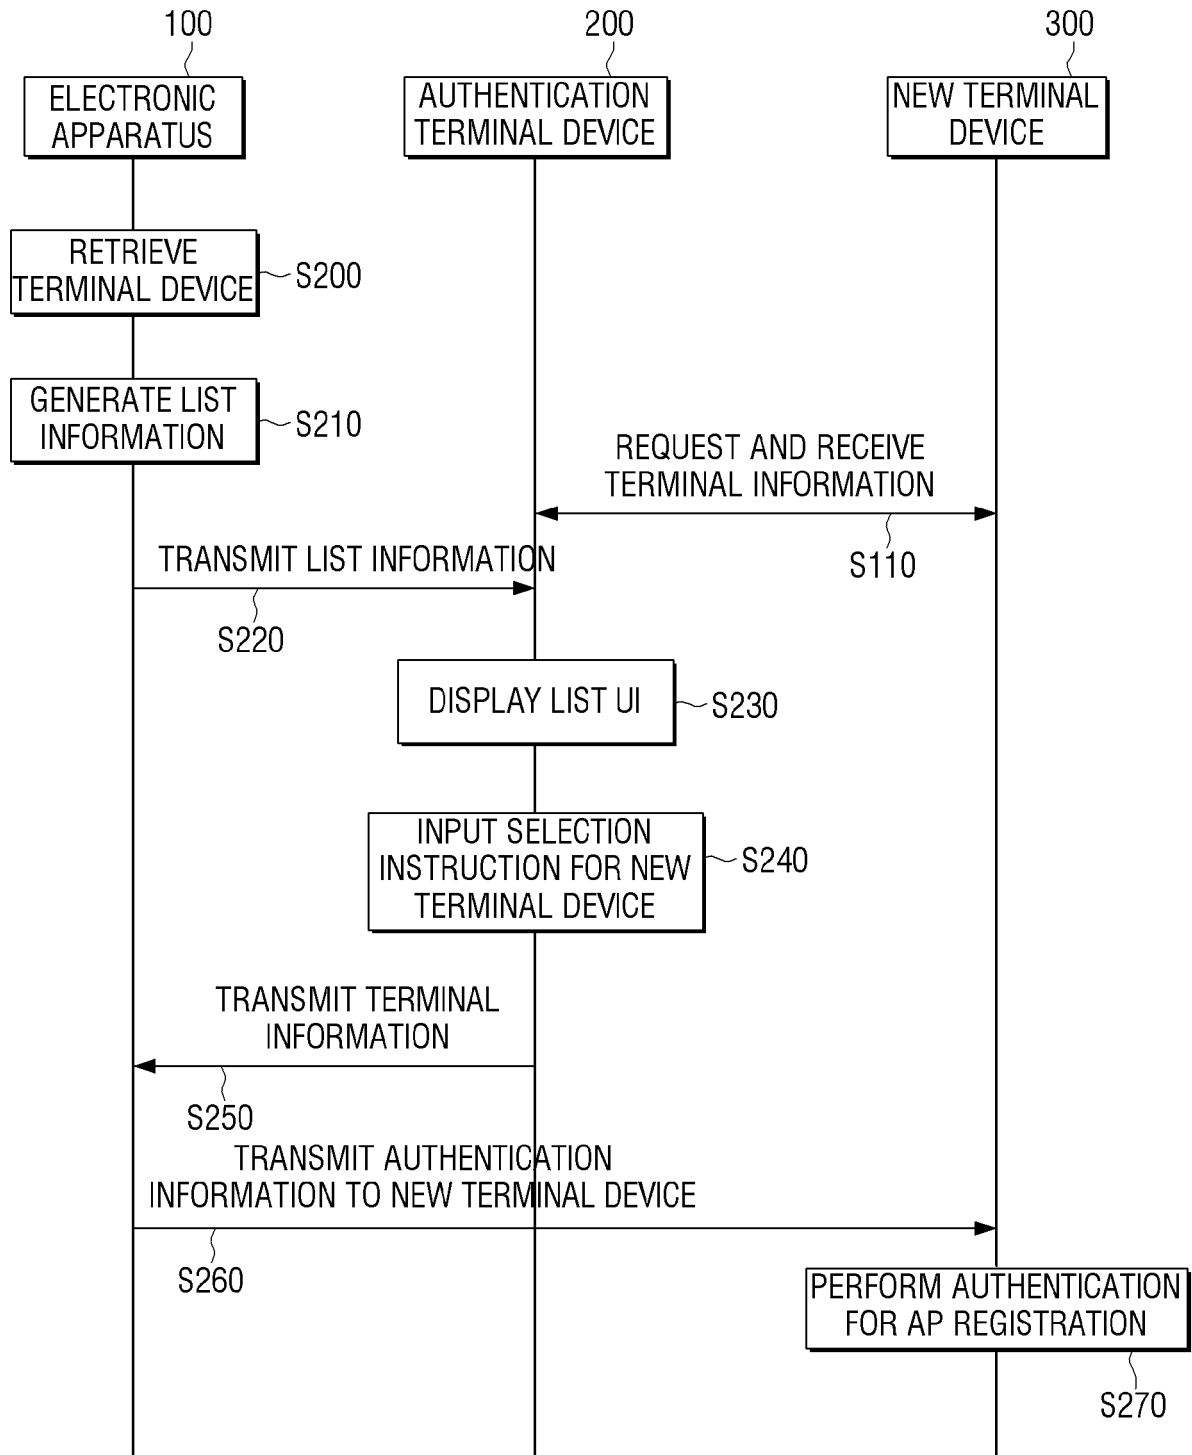 100
200
300
ELECTRONIC
APPARATUS
AUTHENTICATION
TERMINAL DEVICE
NEW TERMINAL
DEVICE
RETRIEVE
TERMINAL DEVICE
S200
GENERATE LIST
INFORMATION
S210
REQUEST AND RECEIVE
TERMINAL INFORMATION
S110
TRANSMIT LIST INFORMATION
S220
DISPLAY LIST UI
S230
INPUT SELECTION
INSTRUCTION FOR NEW
TERMINAL DEVICE
S240
TRANSMIT TERMINAL
INFORMATION
S250
TRANSMIT AUTHENTICATION
INFORMATION TO NEW TERMINAL DEVICE
S260
PERFORM AUTHENTICATION
FOR AP REGISTRATION
S270